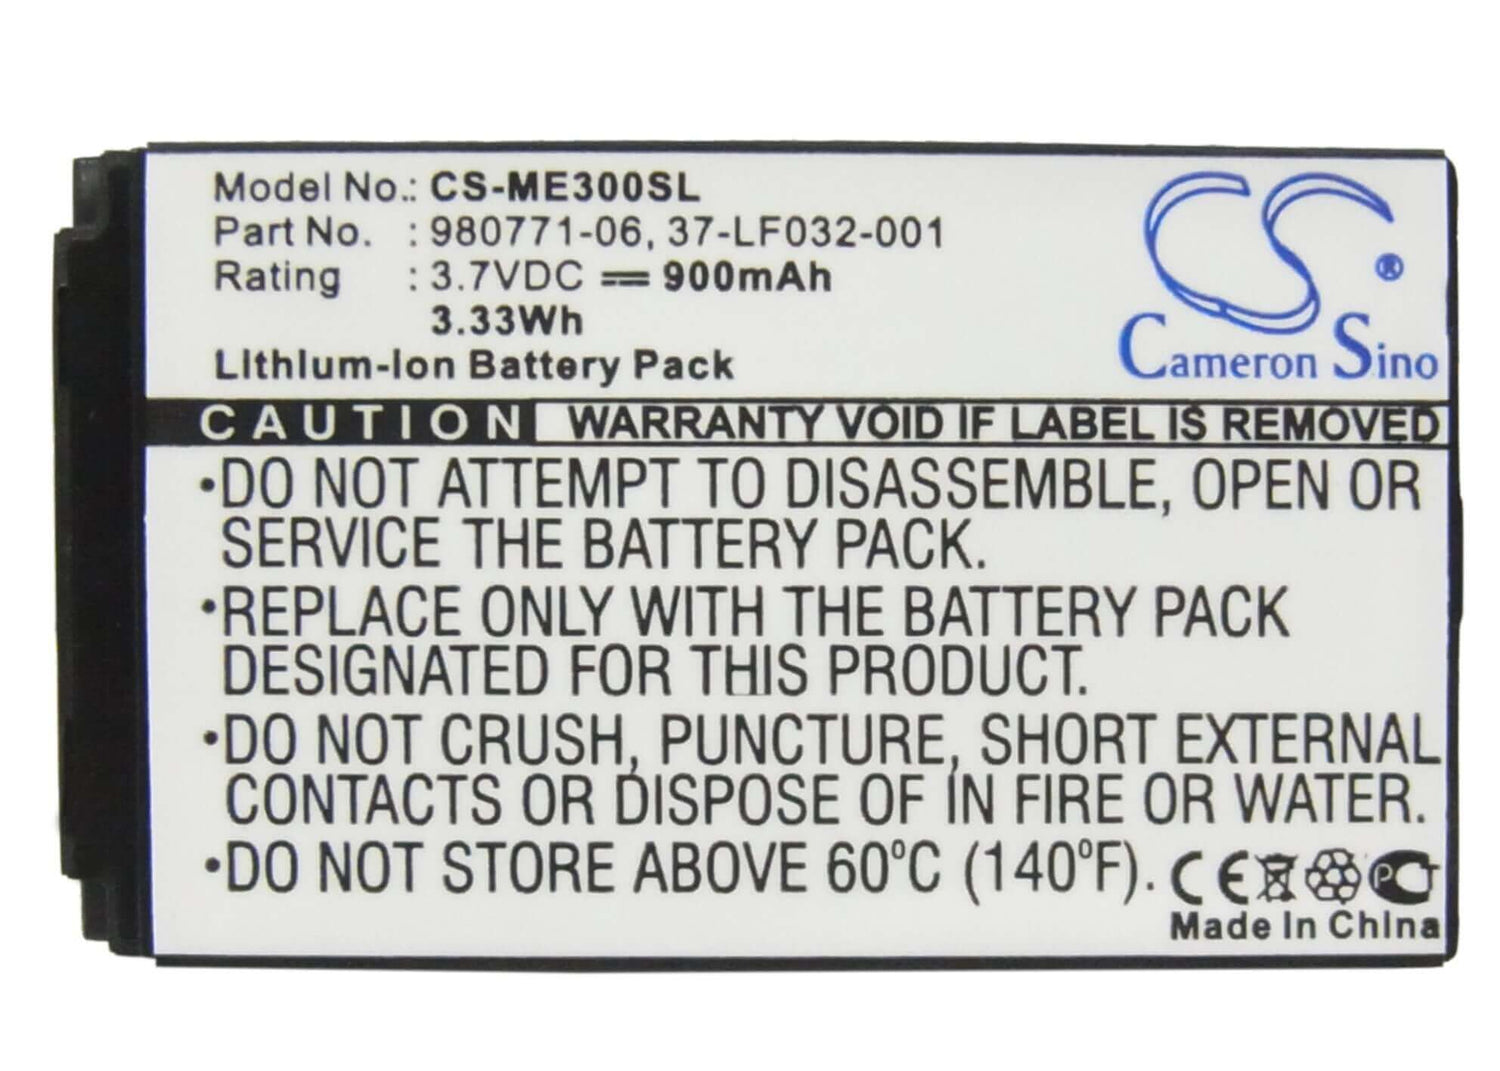 Model No.: CS-ME300SL
Part No. : 980771-06, 37-LF032-001
Rating : 3.7VDC 900mAh
3.33Wh
Lithium-Ion Battery Pack
CS ®
Cameron Sino
CAUTION WARRANTY VOID IF LABEL IS REMOVED
•DO NOT ATTEMPT TO DISASSEMBLE, OPEN OR
SERVICE THE BATTERY PACK.
•REPLACE ONLY WITH THE BATTERY PACK
DESIGNATED FOR THIS PRODUCT.
•DO NOT CRUSH, PUNCTURE, SHORT EXTERNAL
CONTACTS OR DISPOSE OF IN FIRE OR WATER.
•DO NOT STORE ABOVE 60°C (140°F). CE PC
Made In China